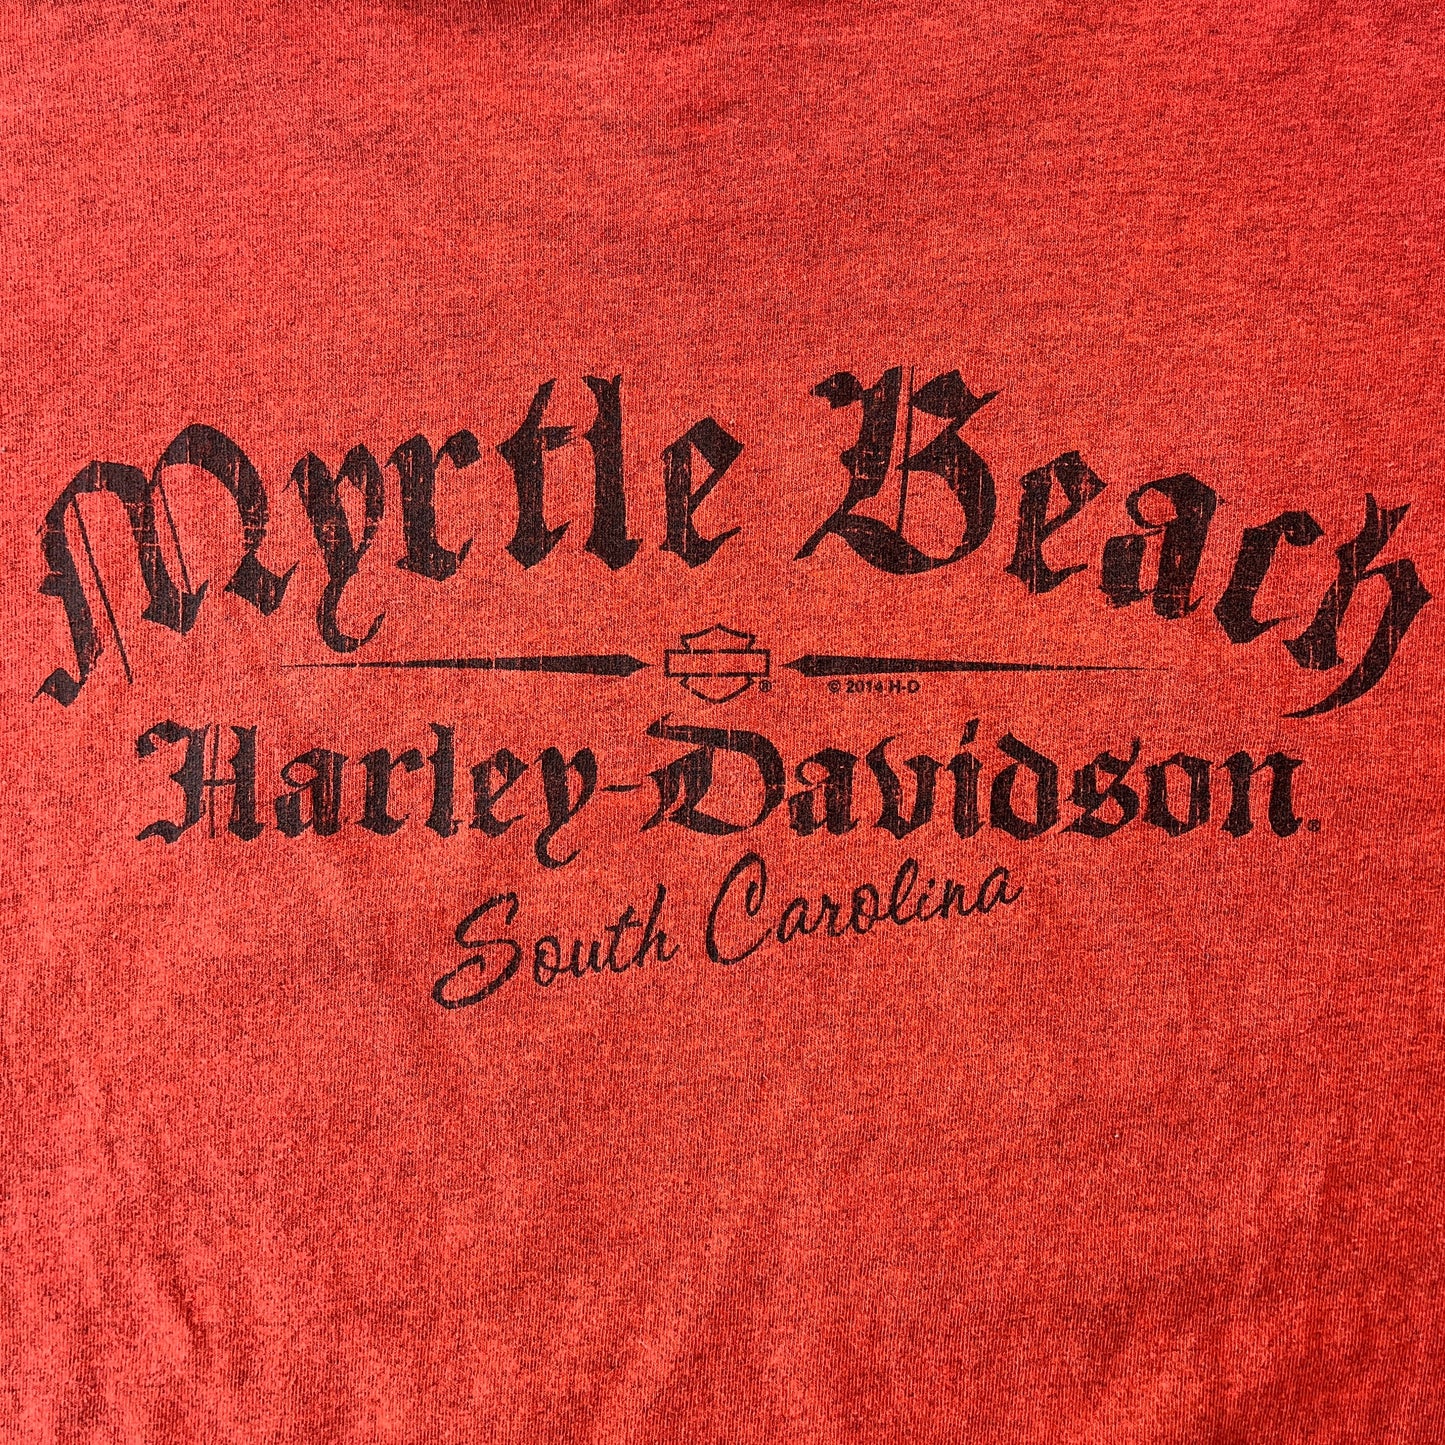 Myrtle Beach
® © 2014 H-D
Harley-Davidson®
South Carolina